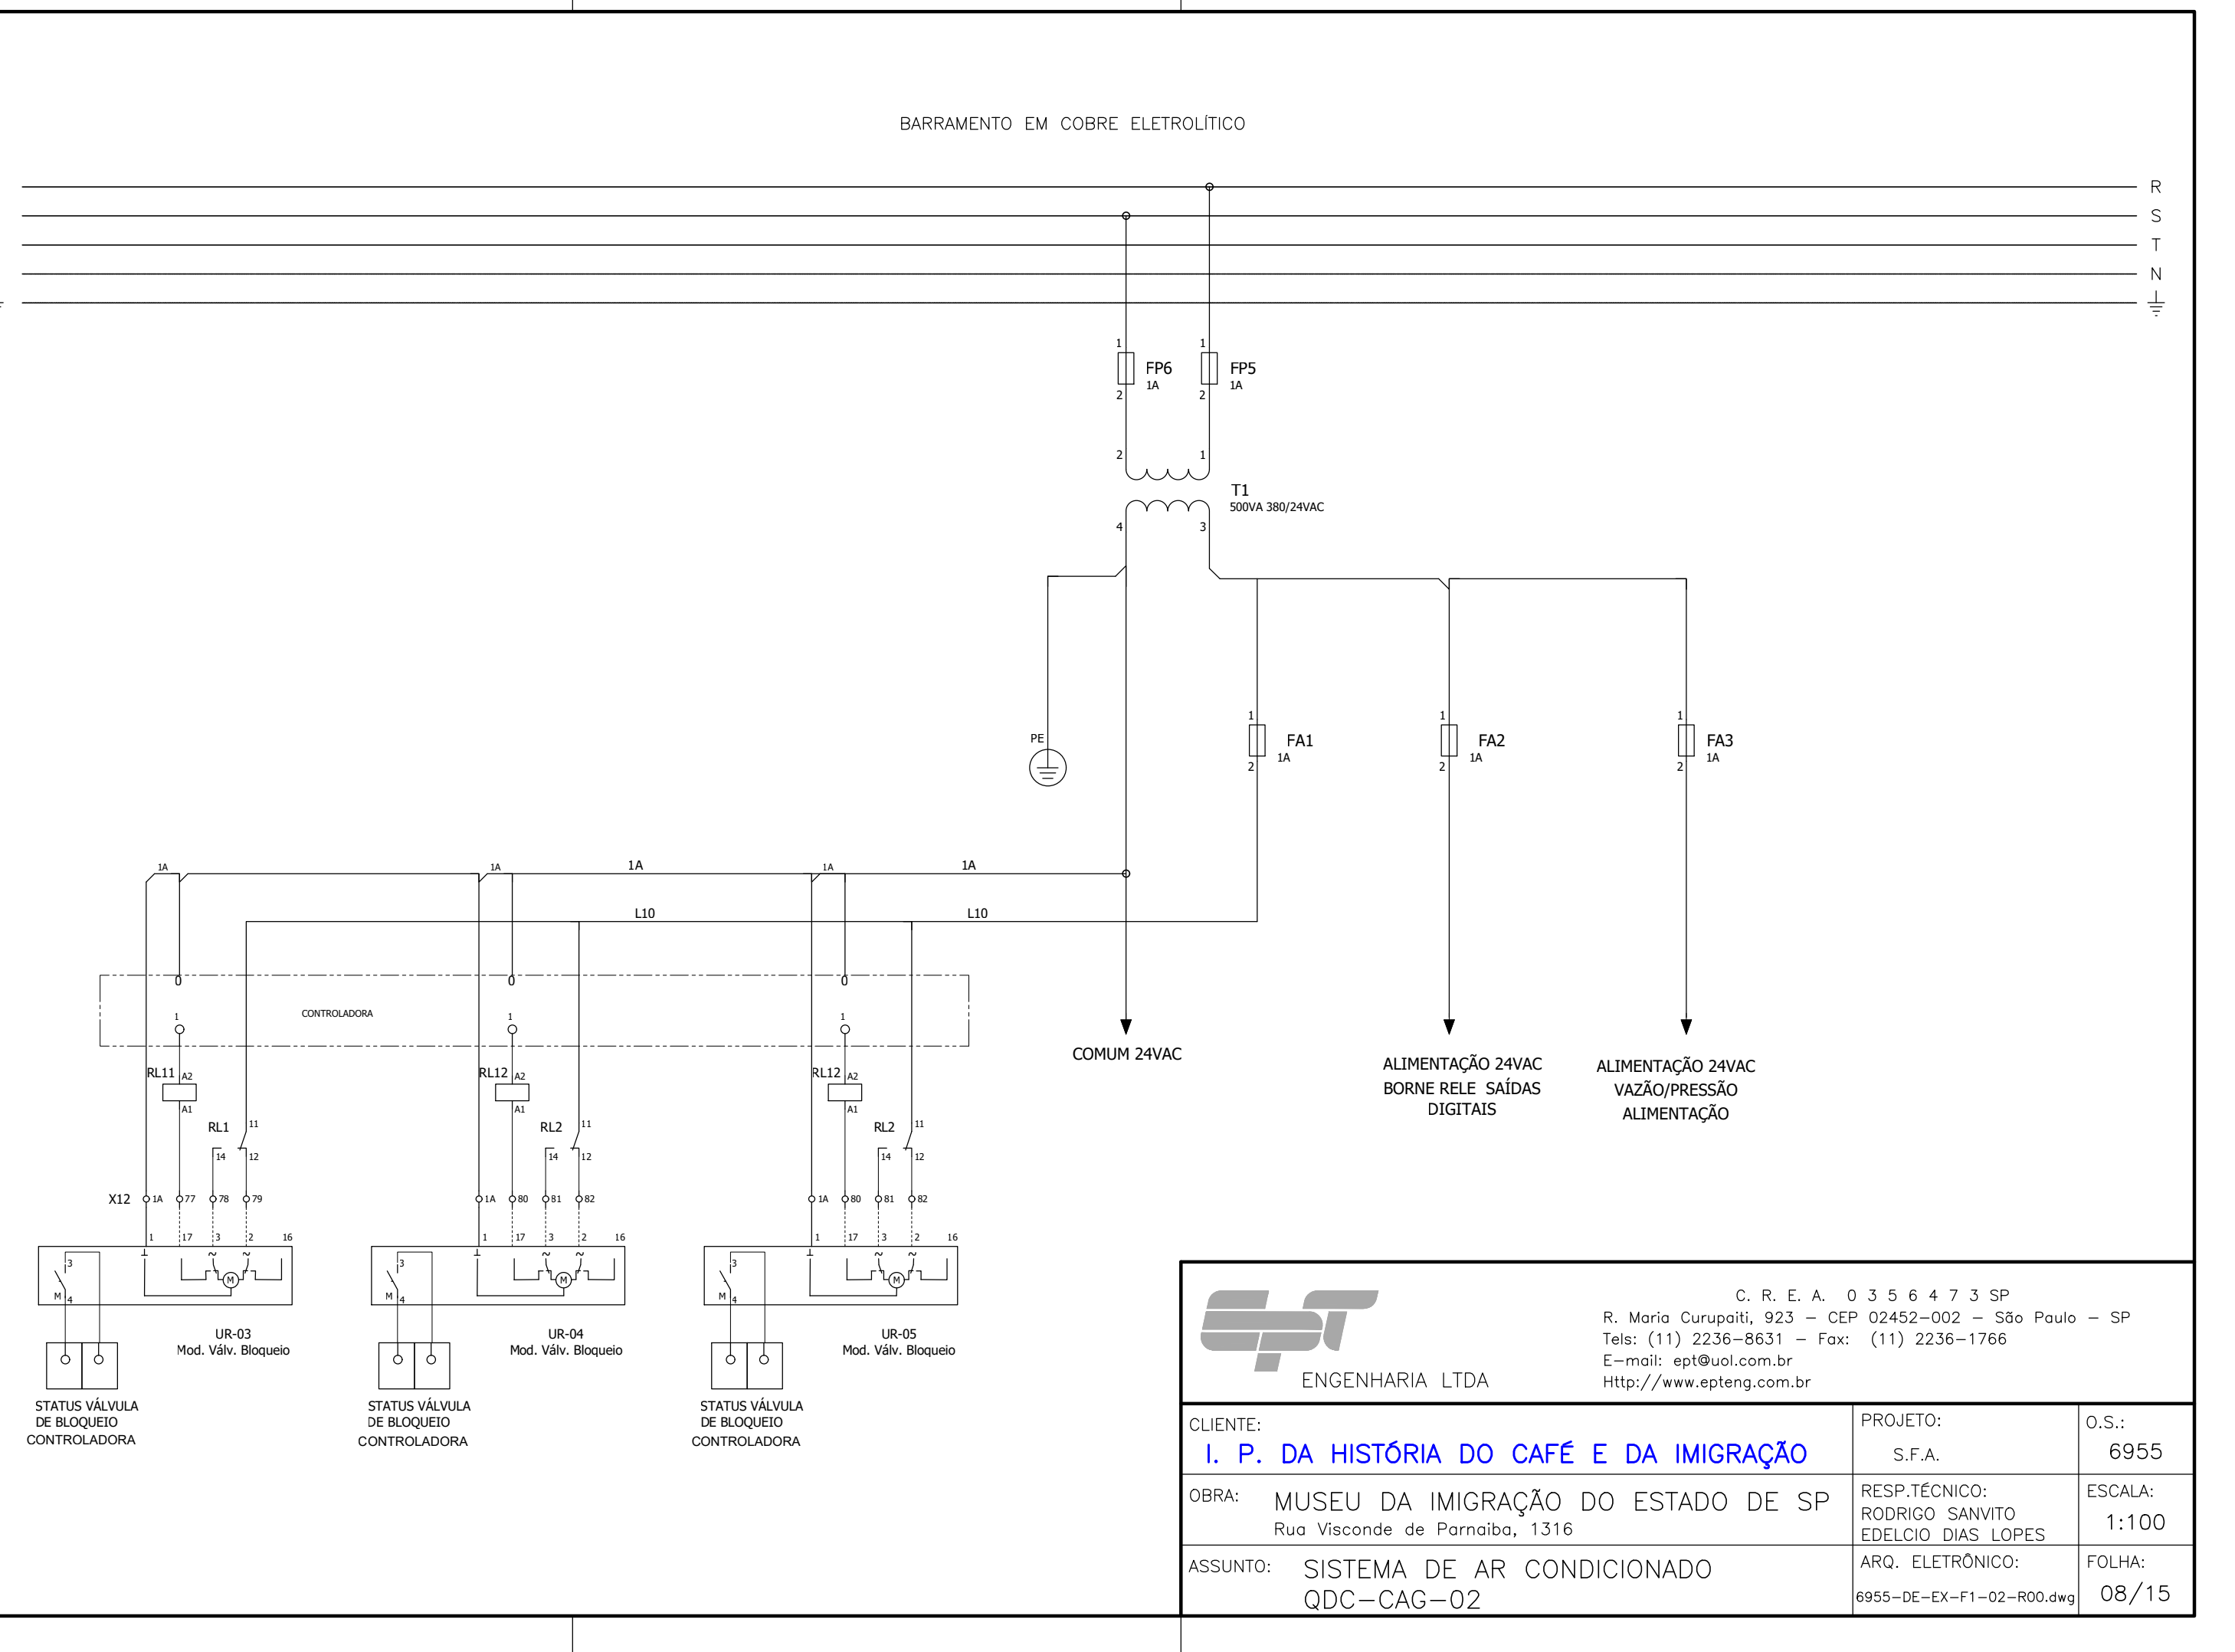 BARRAMENTO EM COBRE ELETROLÍTICO
R
S
T
N
1
1
FP6
1A
FP5
1A
2
2
2
1
T1
500VA 380/24VAC
4
3
PE
1
FA1
1A
2
1
FA2
1A
2
1
FA3
1A
2
1A
1A
1A
1A
1A
L10
L10
0
0
0
1
CONTROLADORA
1
1
COMUM 24VAC
ALIMENTAÇÃO 24VAC
BORNE RELE SAÍDAS
DIGITAIS
ALIMENTAÇÃO 24VAC
VAZÃO/PRESSÃO
ALIMENTAÇÃO
RL11
A2
A1
RL12
A2
A1
RL12
A2
A1
RL1
11
14
12
RL2
11
14
12
RL2
11
14
12
X12
1A
77
78
79
1A
80
81
82
1A
80
81
82
1
17
3
2
16
1
17
3
2
16
1
17
3
2
16
~ ~
~ ~
~ ~
3
M
4
M
3
M
4
M
3
M
4
M
UR-03
Mod. Válv. Bloqueio
UR-04
Mod. Válv. Bloqueio
UR-05
Mod. Válv. Bloqueio
STATUS VÁLVULA
DE BLOQUEIO
CONTROLADORA
STATUS VÁLVULA
DE BLOQUEIO
CONTROLADORA
STATUS VÁLVULA
DE BLOQUEIO
CONTROLADORA
ept
ENGENHARIA LTDA
C. R. E. A. 0 3 5 6 4 7 3 SP
R. Maria Curupaiti, 923 – CEP 02452–002 – São Paulo – SP
Tels: (11) 2236–8631 – Fax: (11) 2236–1766
E–mail: ept@uol.com.br
Http://www.epteng.com.br
CLIENTE:
I. P. DA HISTÓRIA DO CAFÉ E DA IMIGRAÇÃO
PROJETO:
S.F.A.
O.S.:
6955
OBRA:
MUSEU DA IMIGRAÇÃO DO ESTADO DE SP
Rua Visconde de Parnaiba, 1316
RESP.TÉCNICO:
RODRIGO SANVITO
EDELCIO DIAS LOPES
ESCALA:
1:100
ASSUNTO:
SISTEMA DE AR CONDICIONADO
QDC–CAG–02
ARQ. ELETRÔNICO:
6955–DE–EX–F1–02–R00.dwg
FOLHA:
08/15